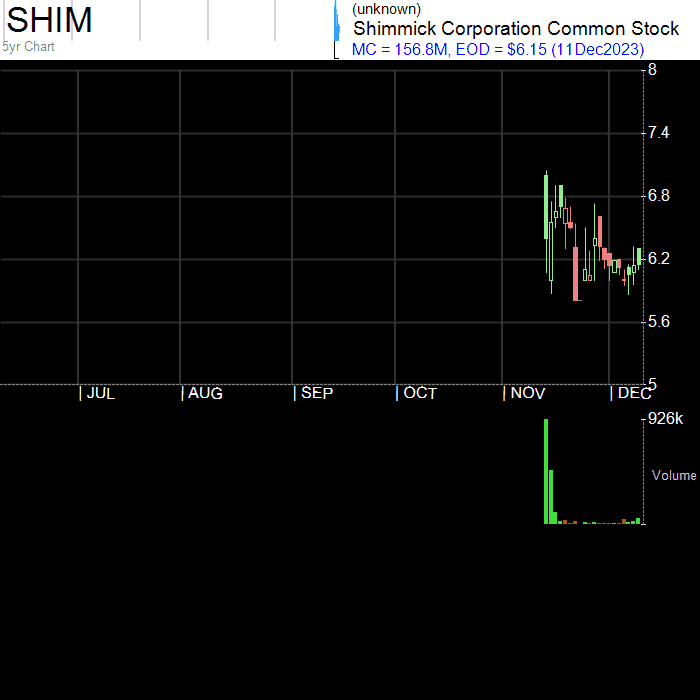 SHIM
5yr Chart
(unknown)
Shimmick Corporation Common Stock
MC = 156.8M, EOD = $6.15 (11Dec2023)
8
7.4
6.8
6.2
5.6
5
| JUL | AUG | SEP | OCT | NOV | DEC
926k
Volume